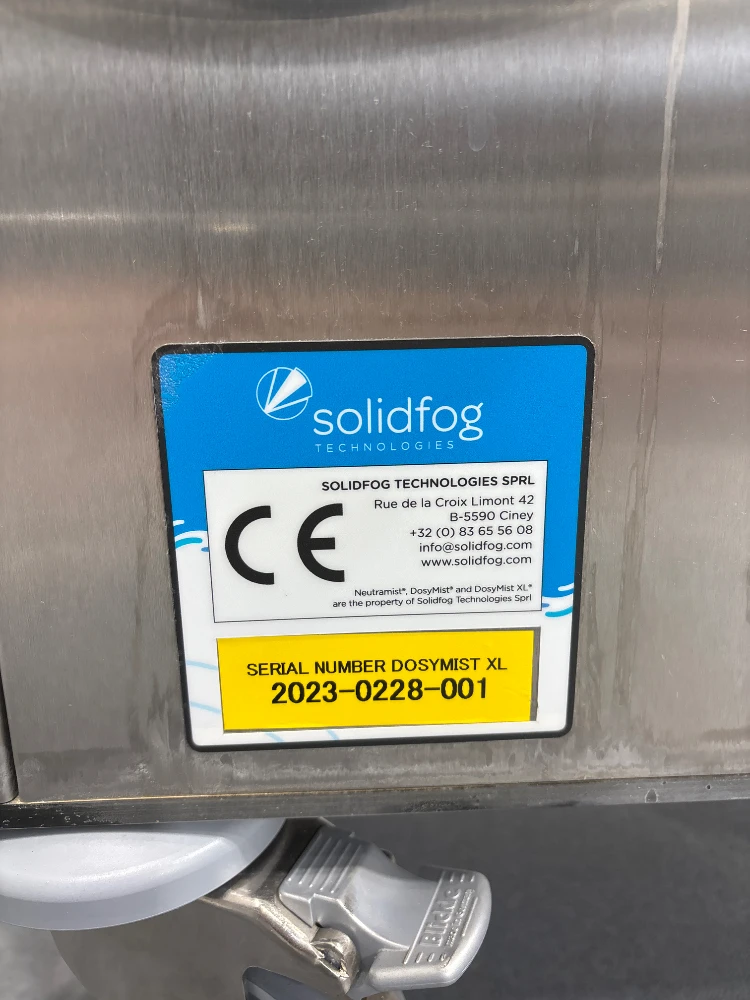 solidfog
TECHNOLOGIES
CE
SOLIDFOG TECHNOLOGIES SPRL
Rue de la Croix Limont 42
B-5590 Ciney
+32 (0) 83 65 56 08
info@solidfog.com
www.solidfog.com
Neutramist®, DosyMist® and DosyMist XL®
are the property of Solidfog Technologies Sprl
SERIAL NUMBER DOSYMIST XL
2023-0228-001